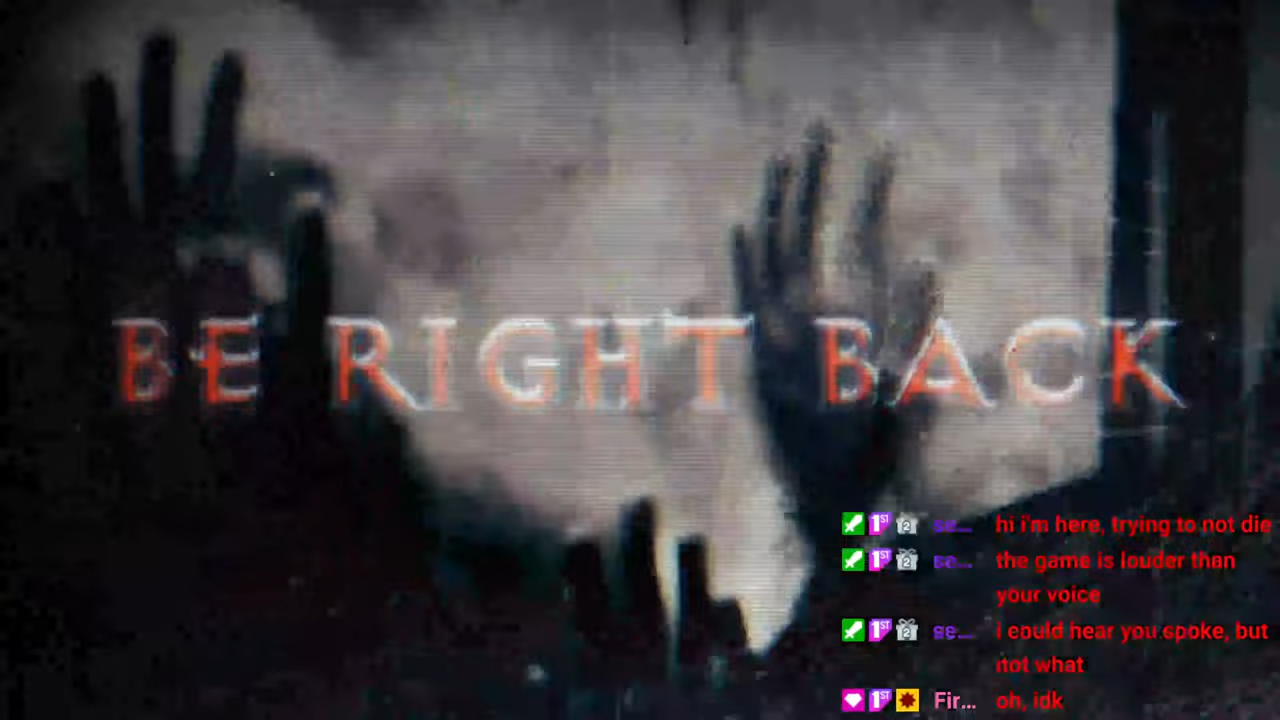 BE RIGHT BACK
hi i'm here, trying to not die
the game is louder than
your voice
i could hear you spoke, but
not what
Fir... oh, idk